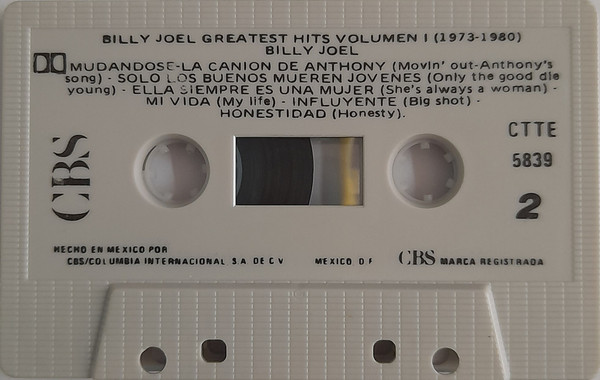 BILLY JOEL GREATEST HITS VOLUMEN I (1973-1980)
BILLY JOEL
MUDANDOSE-LA CANION DE ANTHONY (Movin' out-Anthony's
song) - SOLO LOS BUENOS MUEREN JOVENES (Only the good die
young) - ELLA SIEMPRE ES UNA MUJER (She's always a woman) -
MI VIDA (My life) - INFLUYENTE (Big shot) -
HONESTIDAD (Honesty).
CBS
CTTE
5839
2
HECHO EN MEXICO POR
CBS/COLUMBIA INTERNACIONAL S.A. DE C.V. MEXICO D F CBS MARCA REGISTRADA